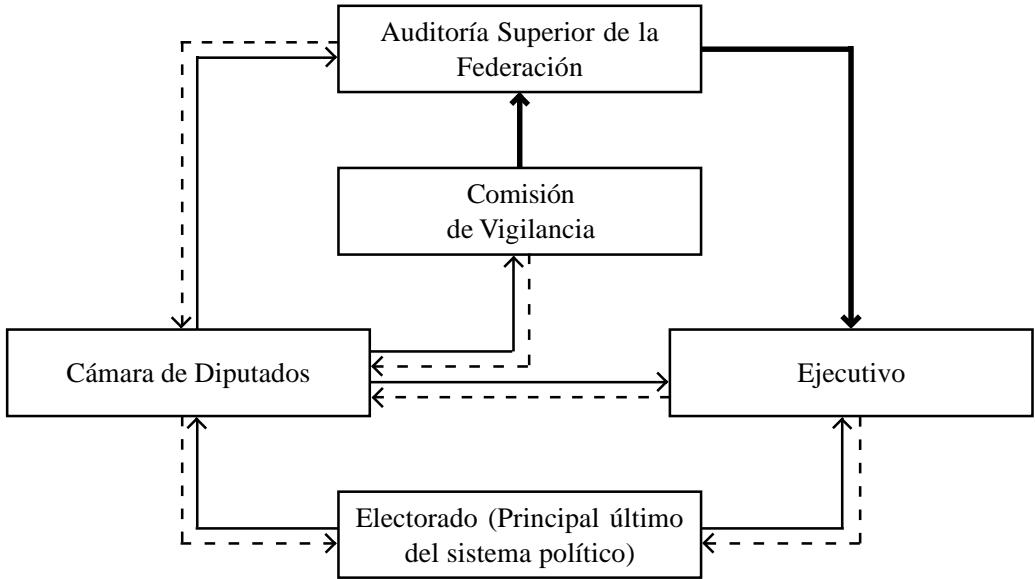 Auditoría Superior de la
Federación
Comisión
de Vigilancia
Cámara de Diputados
Ejecutivo
Electorado (Principal último
del sistema político)